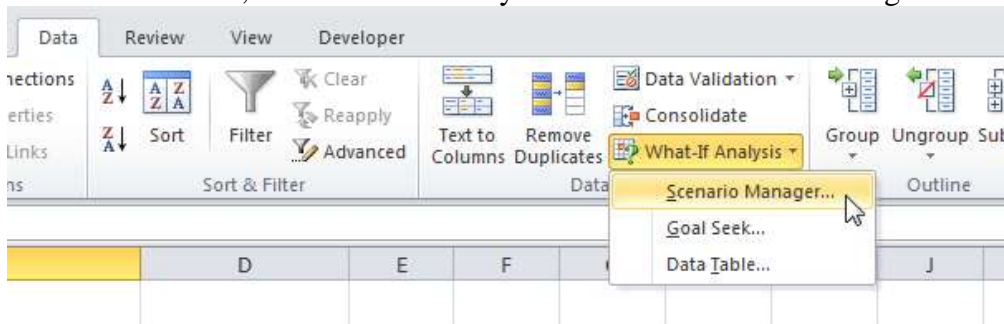 Data Review View Developer
nections Clear Data Validation
erties Reapply Consolidate
Links Sort Filter Advanced Text to Columns Remove Duplicates What-If Analysis Group Ungroup Sub
ns Sort & Filter Data Outline
Scenario Manager...
Goal Seek...
Data Table...
D E F J